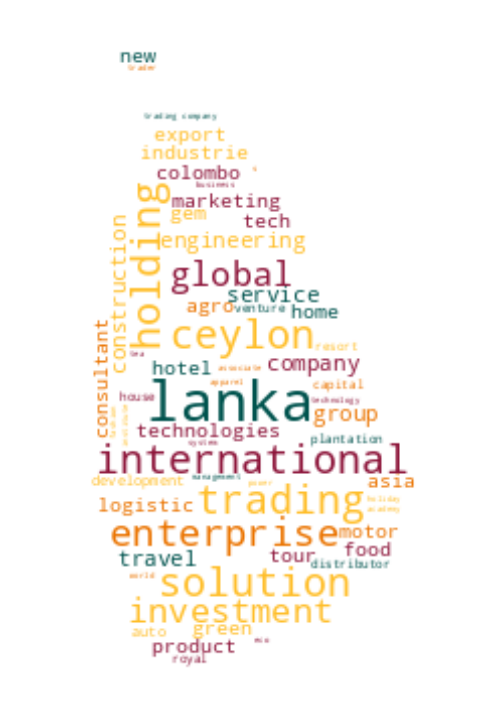 new
trader
trading company
export
industrie
colombo
business
marketing
holding
gem
tech
construction
engineering
global
service
agro
venture
home
ceylon
resort
tea
hotel
associate
company
consultant
apparel
capital
house
lanka
technology
group
technologies
plantation
system
international
development
management
power
asia
logistic
trading
holiday
academy
enterprise
motor
travel
tour
food
distributor
world
solution
investment
auto
green
product
royal